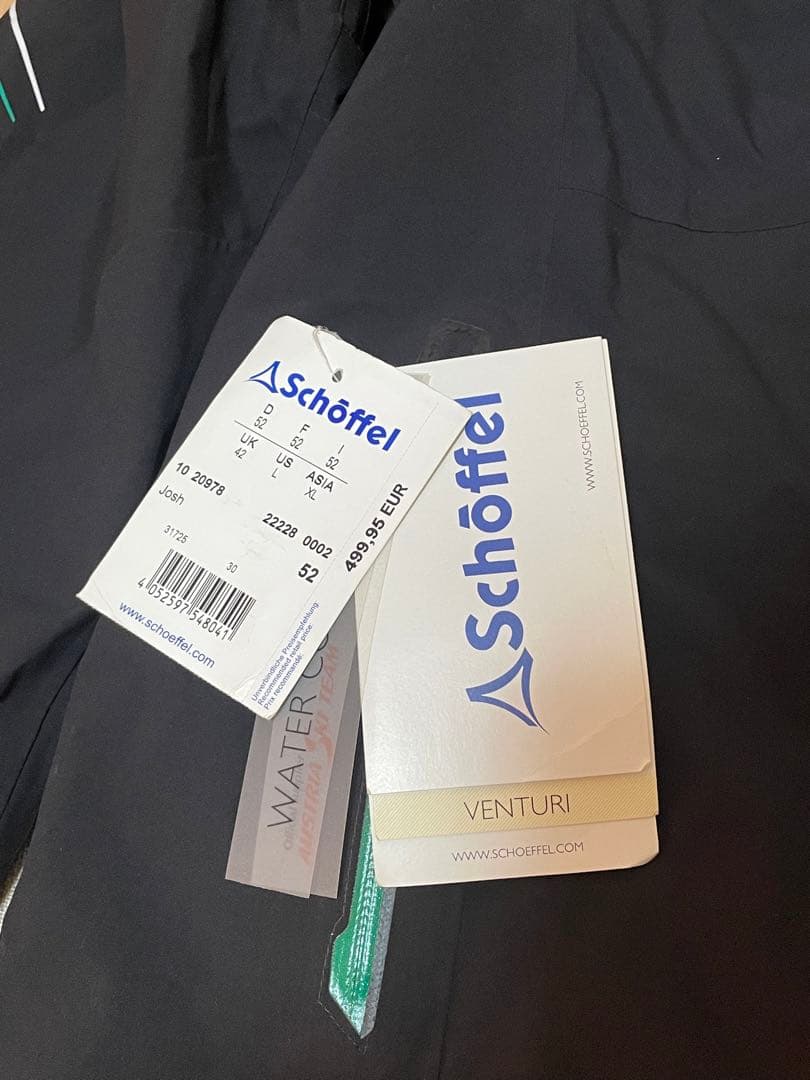 Schöffel
D F I
52 52 52
UK US ASIA
42 L XL
10 20978
Josh
22228 0002
31725 30 52
499,95 EUR
4 052597 548041
www.schoeffel.com
Unverbindliche Preisempfehlung:
Recommended retail price:
Prix recommandé:
WATER CO
AUSTRIA SKI TEAM
Schöffel
WWW.SCHOEFFEL.COM
VENTURI
WWW.SCHOEFFEL.COM